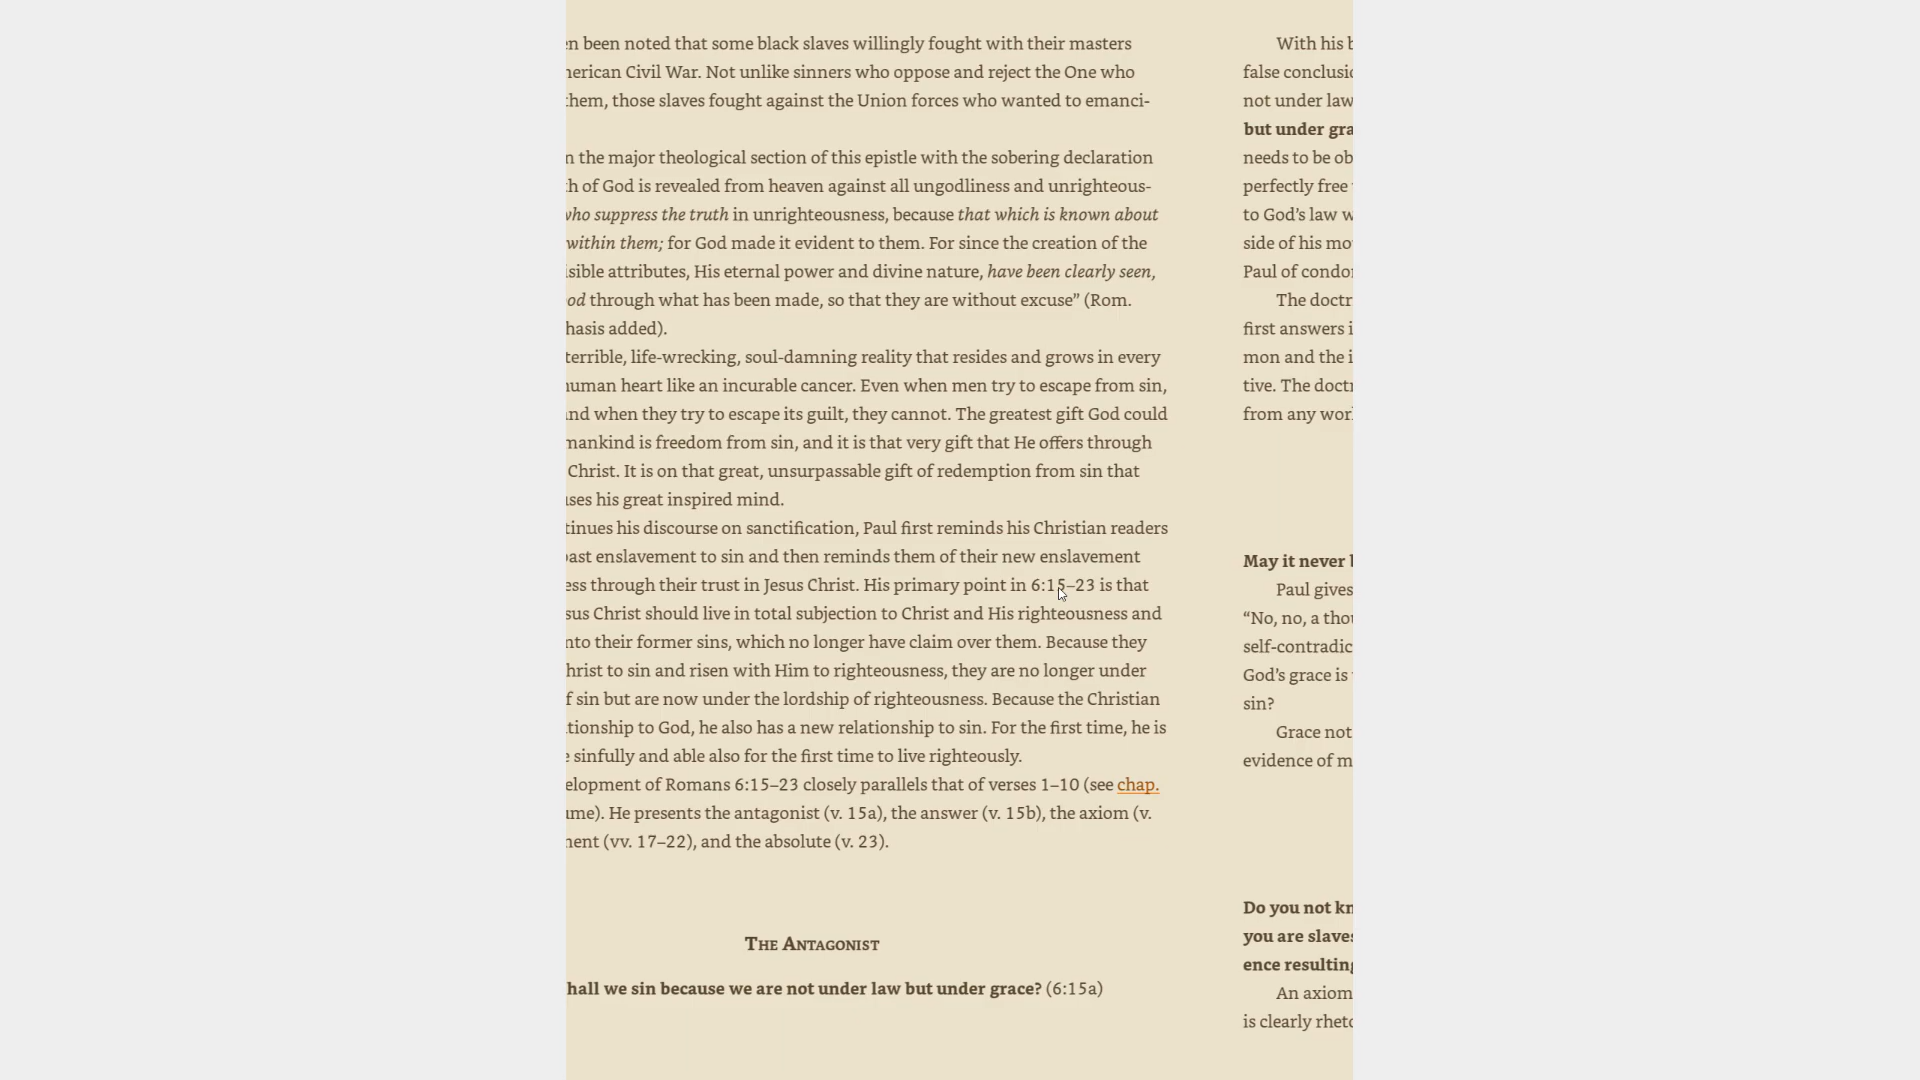 en been noted that some black slaves willingly fought with their masters
merican Civil War. Not unlike sinners who oppose and reject the One who
them, those slaves fought against the Union forces who wanted to emanci-
n the major theological section of this epistle with the sobering declaration
th of God is revealed from heaven against all ungodliness and unrighteous-
who suppress the truth in unrighteousness, because that which is known about
within them; for God made it evident to them. For since the creation of the
isible attributes, His eternal power and divine nature, have been clearly seen,
od through what has been made, so that they are without excuse” (Rom.
hasis added).
terrible, life-wrecking, soul-damning reality that resides and grows in every
human heart like an incurable cancer. Even when men try to escape from sin,
and when they try to escape its guilt, they cannot. The greatest gift God could
mankind is freedom from sin, and it is that very gift that He offers through
Christ. It is on that great, unsurpassable gift of redemption from sin that
uses his great inspired mind.
tinues his discourse on sanctification, Paul first reminds his Christian readers
past enslavement to sin and then reminds them of their new enslavement
ess through their trust in Jesus Christ. His primary point in 6:15–23 is that
sus Christ should live in total subjection to Christ and His righteousness and
nto their former sins, which no longer have claim over them. Because they
hrist to sin and risen with Him to righteousness, they are no longer under
f sin but are now under the lordship of righteousness. Because the Christian
tionship to God, he also has a new relationship to sin. For the first time, he is
e sinfully and able also for the first time to live righteously.
elopment of Romans 6:15–23 closely parallels that of verses 1–10 (see chap.
ume). He presents the antagonist (v. 15a), the answer (v. 15b), the axiom (v.
ment (vv. 17–22), and the absolute (v. 23).
The Antagonist
hall we sin because we are not under law but under grace? (6:15a)
With his b
false conclusio
not under law
but under gra
needs to be ob
perfectly free
to God’s law w
side of his mo
Paul of condo
The doctr
first answers i
mon and the i
tive. The doct
from any wor
May it never b
Paul gives
“No, no, a thou
self-contradic
God’s grace is
sin?
Grace not
evidence of m
Do you not kn
you are slaves
ence resulting
An axiom
is clearly rheto